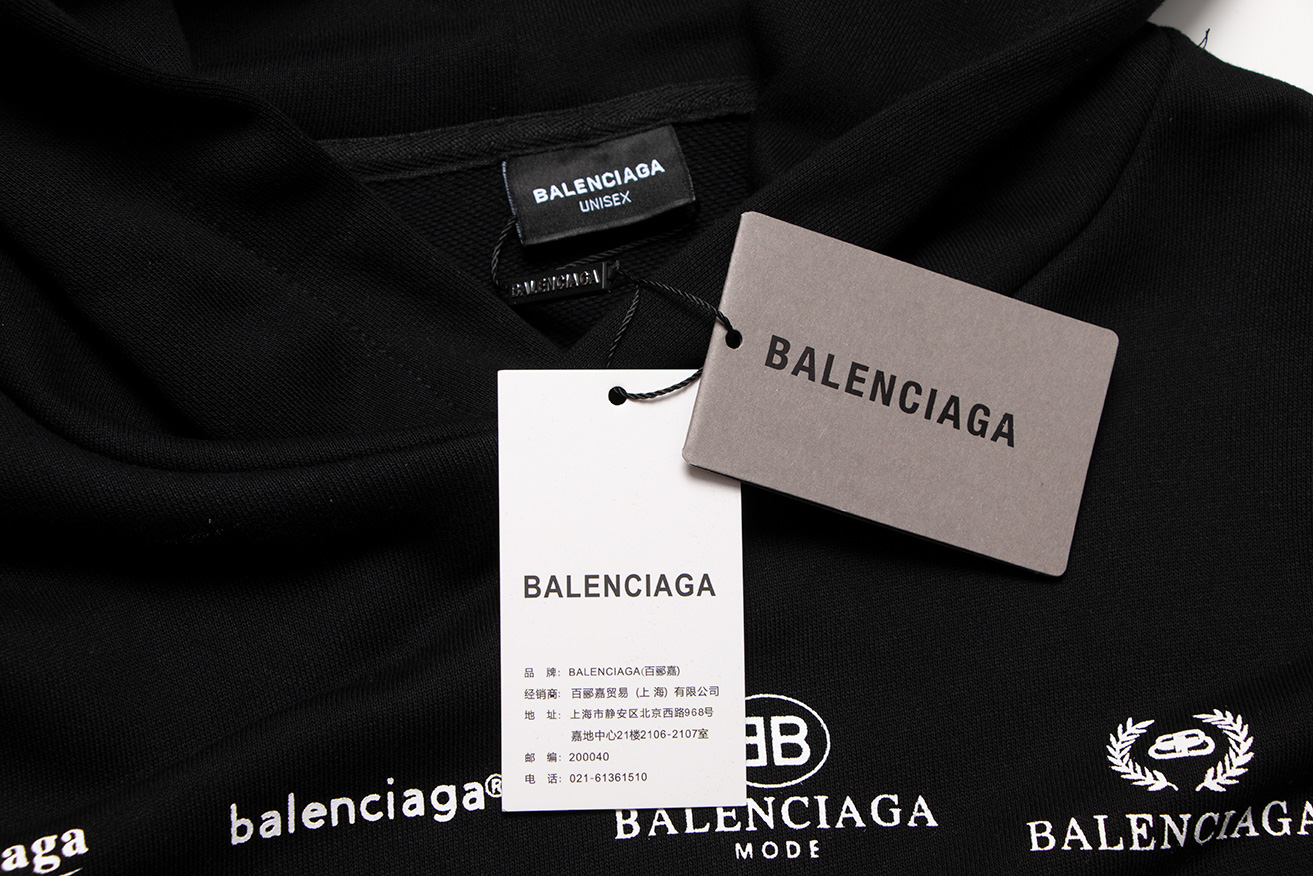 BALENCIAGA
UNISEX
BALENCIAGA
BALENCIAGA
BALENCIAGA
品 牌: BALENCIAGA(百郦嘉)
经销商: 百郦嘉贸易 (上 海) 有限公司
地 址: 上海市静安区北京西路968号
嘉地中心21楼2106-2107室
邮 编: 200040
电 话: 021-61361510
aga
balenciaga®
BB
BALENCIAGA
MODE
BALENCIAGA